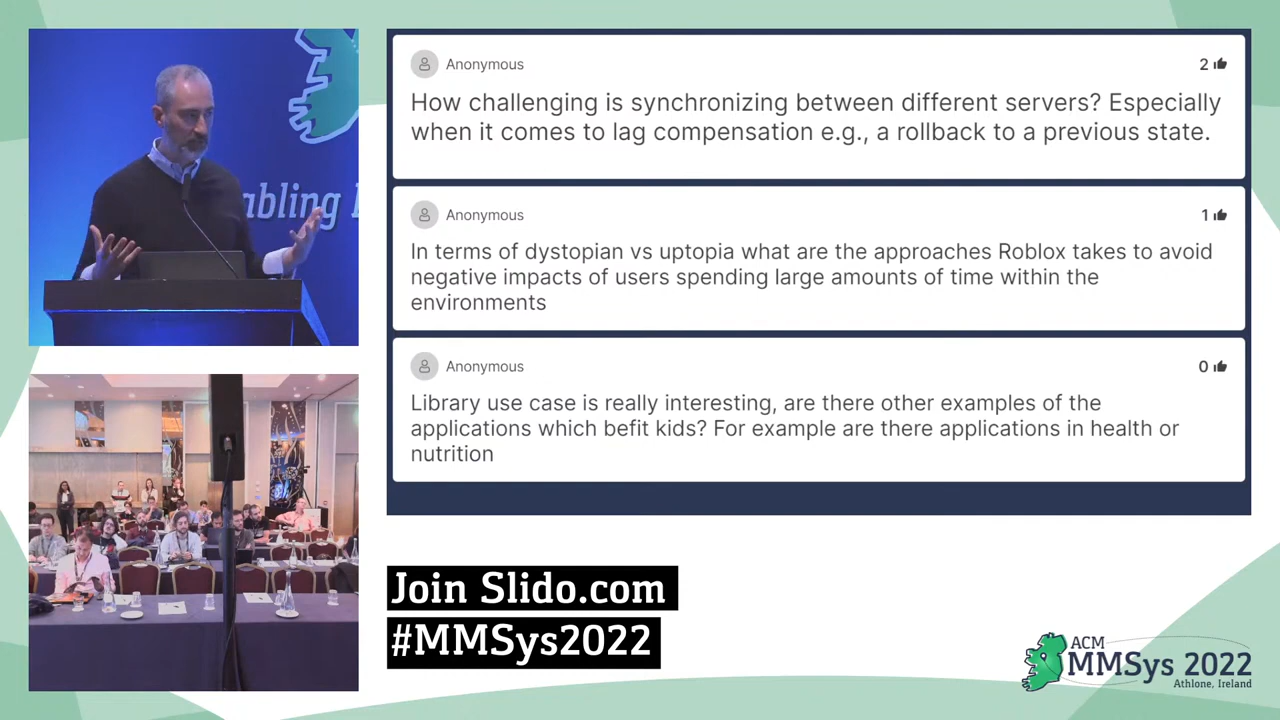 abling
Anonymous
2
How challenging is synchronizing between different servers? Especially
when it comes to lag compensation e.g., a rollback to a previous state.
Anonymous
1
In terms of dystopian vs uptopia what are the approaches Roblox takes to avoid
negative impacts of users spending large amounts of time within the
environments
Anonymous
0
Library use case is really interesting, are there other examples of the
applications which befit kids? For example are there applications in health or
nutrition
Join Slido.com
#MMSys2022
ACM
MMSys 2022
Athlone, Ireland